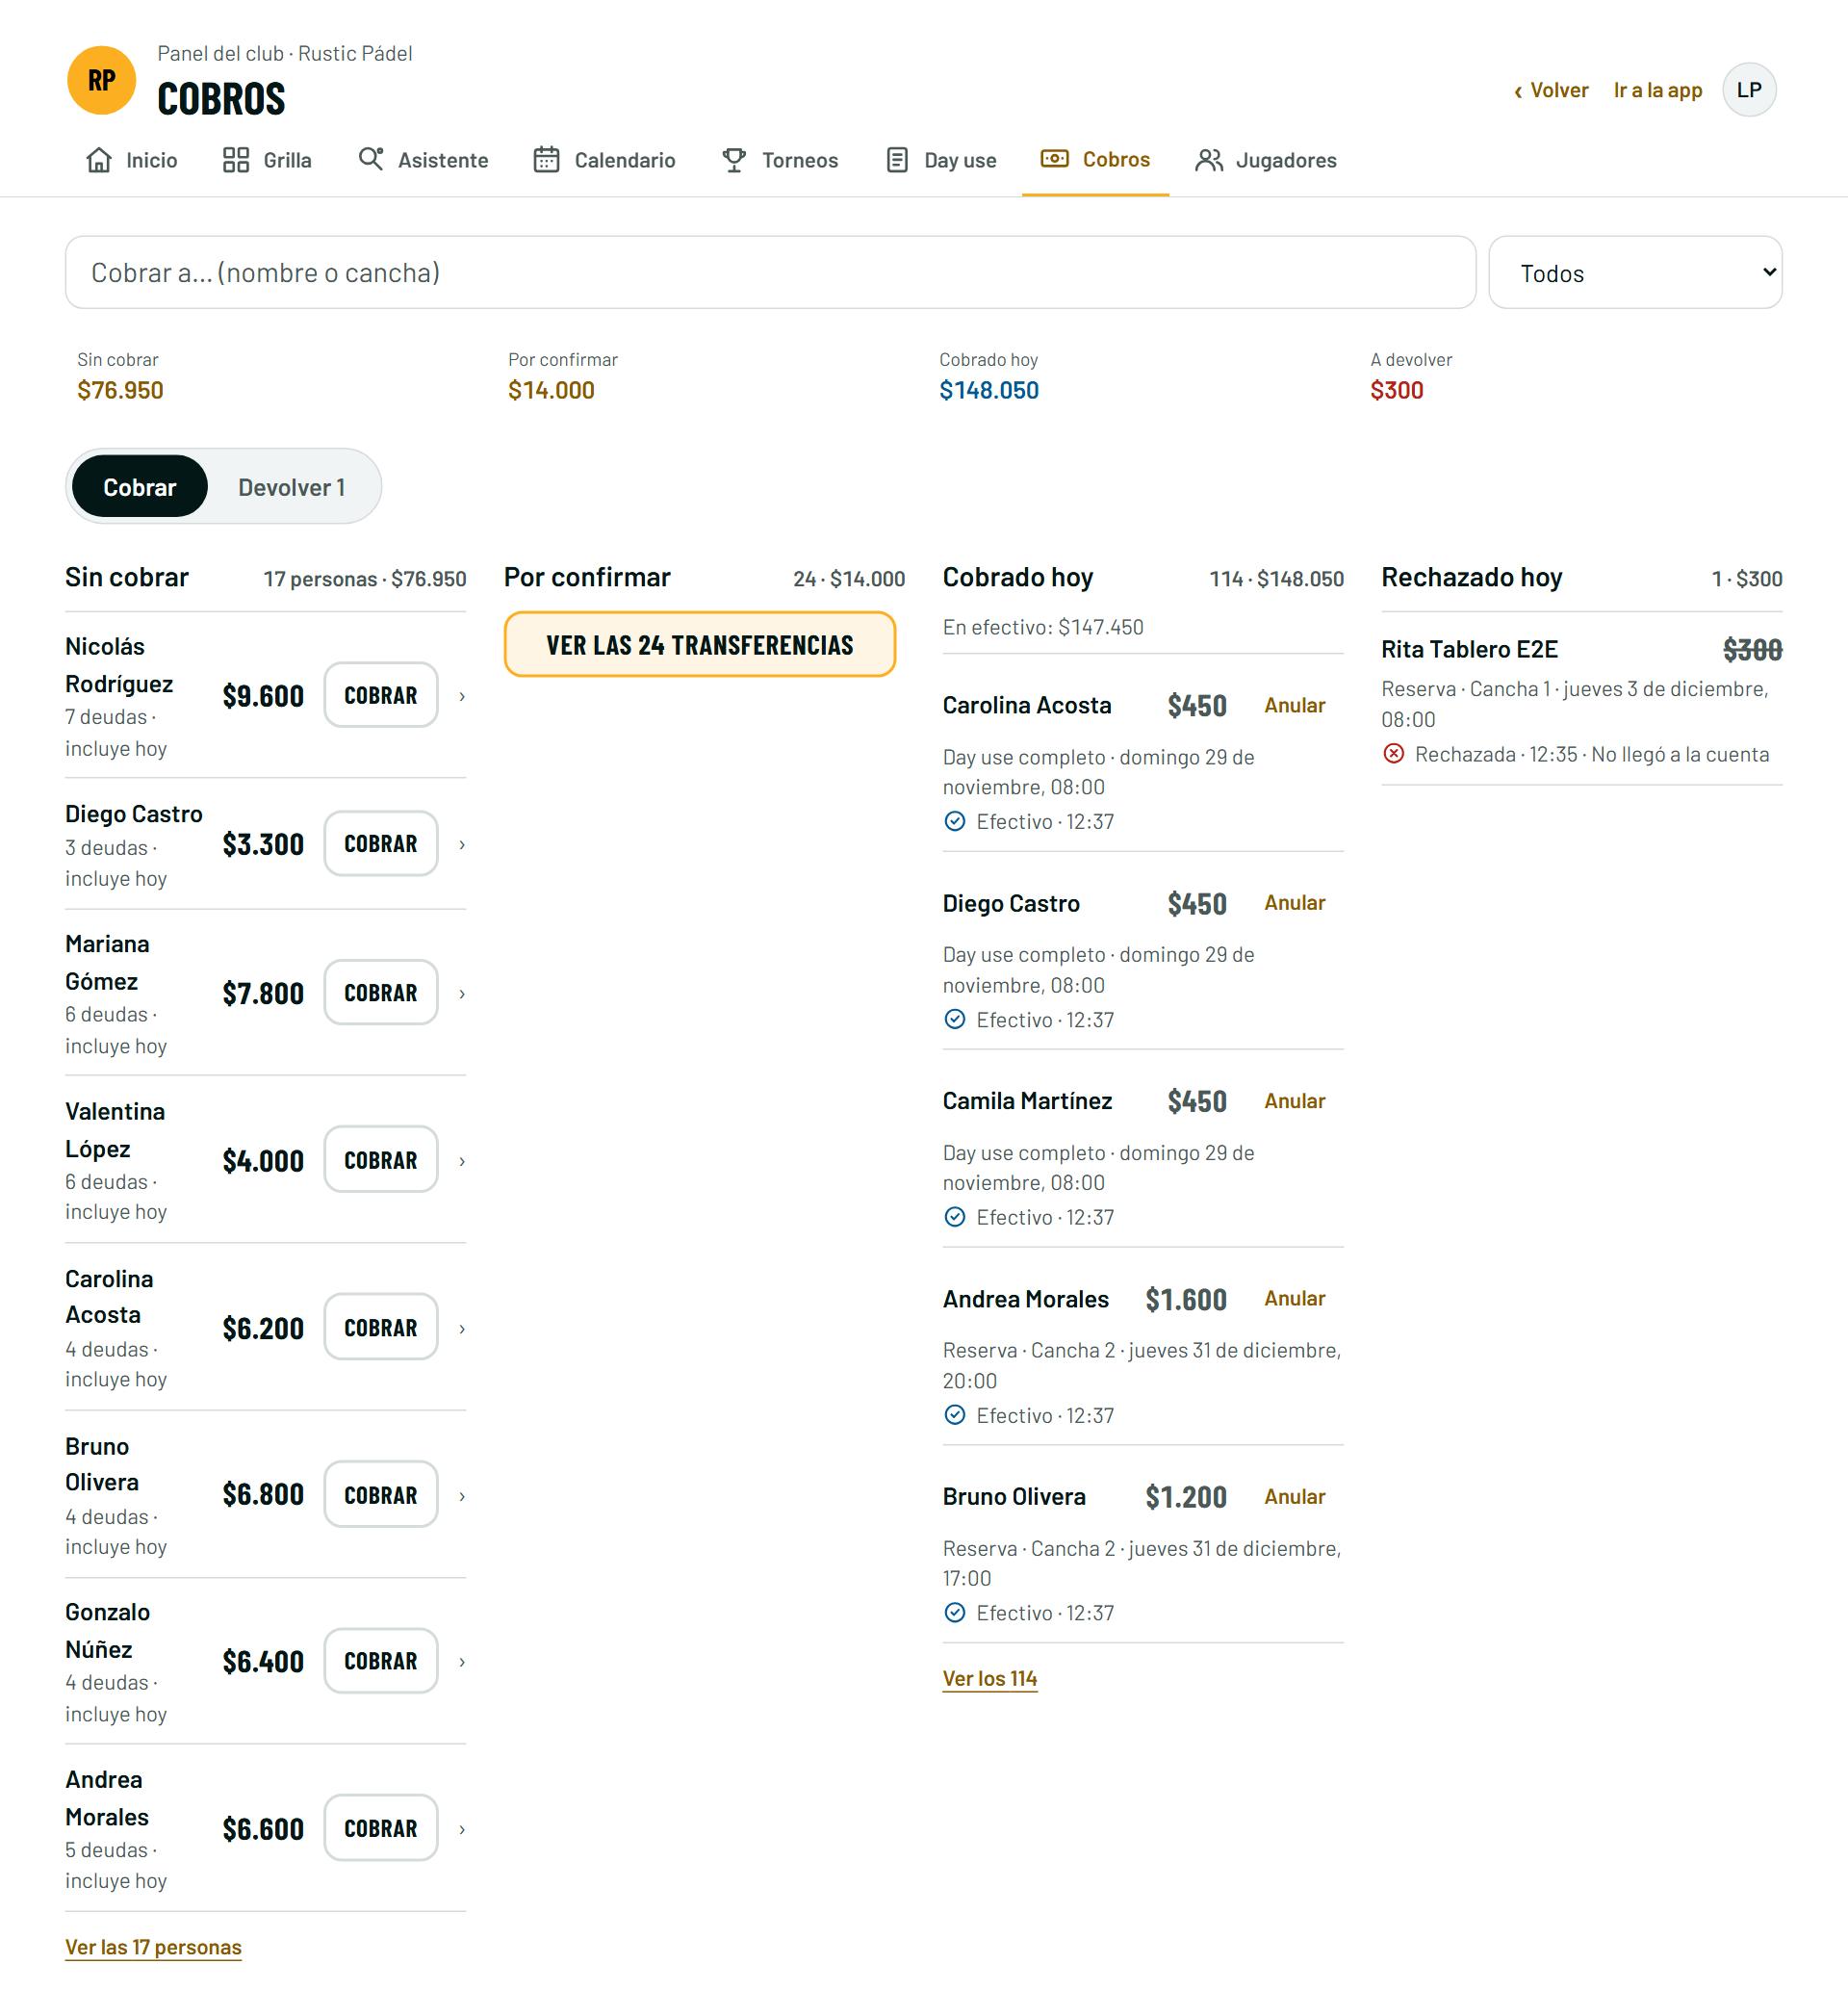 RP
Panel del club · Rustic Pádel
COBROS
‹ Volver
Ir a la app
LP
Inicio
Grilla
Asistente
Calendario
Torneos
Day use
Cobros
Jugadores
Cobrar a... (nombre o cancha)
Todos
Sin cobrar
$76.950
Por confirmar
$14.000
Cobrado hoy
$148.050
A devolver
$300
Cobrar
Devolver 1
Sin cobrar
17 personas · $76.950
Nicolás
Rodríguez
7 deudas ·
incluye hoy
$9.600
COBRAR
›
Diego Castro
3 deudas ·
incluye hoy
$3.300
COBRAR
›
Mariana
Gómez
6 deudas ·
incluye hoy
$7.800
COBRAR
›
Valentina
López
6 deudas ·
incluye hoy
$4.000
COBRAR
›
Carolina
Acosta
4 deudas ·
incluye hoy
$6.200
COBRAR
›
Bruno
Olivera
4 deudas ·
incluye hoy
$6.800
COBRAR
›
Gonzalo
Núñez
4 deudas ·
incluye hoy
$6.400
COBRAR
›
Andrea
Morales
5 deudas ·
incluye hoy
$6.600
COBRAR
›
Ver las 17 personas
Por confirmar
24 · $14.000
VER LAS 24 TRANSFERENCIAS
Cobrado hoy
114 · $148.050
En efectivo: $147.450
Carolina Acosta
$450
Anular
Day use completo · domingo 29 de
noviembre, 08:00
Efectivo · 12:37
Diego Castro
$450
Anular
Day use completo · domingo 29 de
noviembre, 08:00
Efectivo · 12:37
Camila Martínez
$450
Anular
Day use completo · domingo 29 de
noviembre, 08:00
Efectivo · 12:37
Andrea Morales
$1.600
Anular
Reserva · Cancha 2 · jueves 31 de diciembre,
20:00
Efectivo · 12:37
Bruno Olivera
$1.200
Anular
Reserva · Cancha 2 · jueves 31 de diciembre,
17:00
Efectivo · 12:37
Ver los 114
Rechazado hoy
1 · $300
Rita Tablero E2E
$300
Reserva · Cancha 1 · jueves 3 de diciembre,
08:00
Rechazada · 12:35 · No llegó a la cuenta